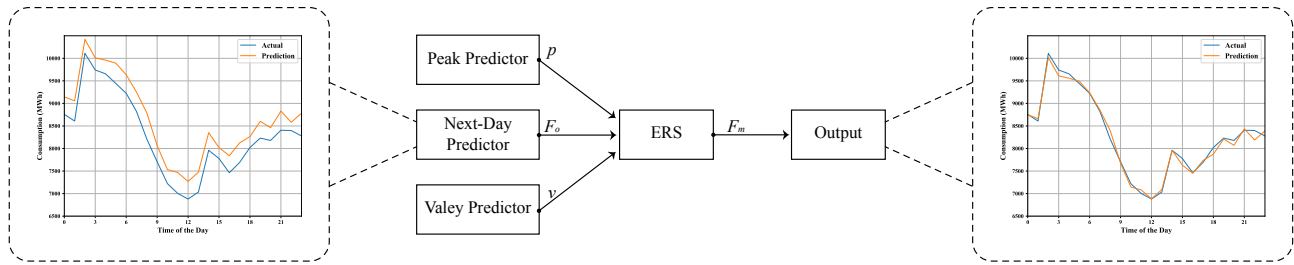 10000
9500
9000
8500
8000
7500
7000
6500
Consumption (MWh)
Actual
Prediction
0 3 6 9 12 15 18 21
Time of the Day
Peak Predictor
p
Next-Day
Predictor
Fo
Valey Predictor
v
ERS
Fm
Output
10000
9500
9000
8500
8000
7500
7000
6500
Consumption (MWh)
Actual
Prediction
0 3 6 9 12 15 18 21
Time of the Day